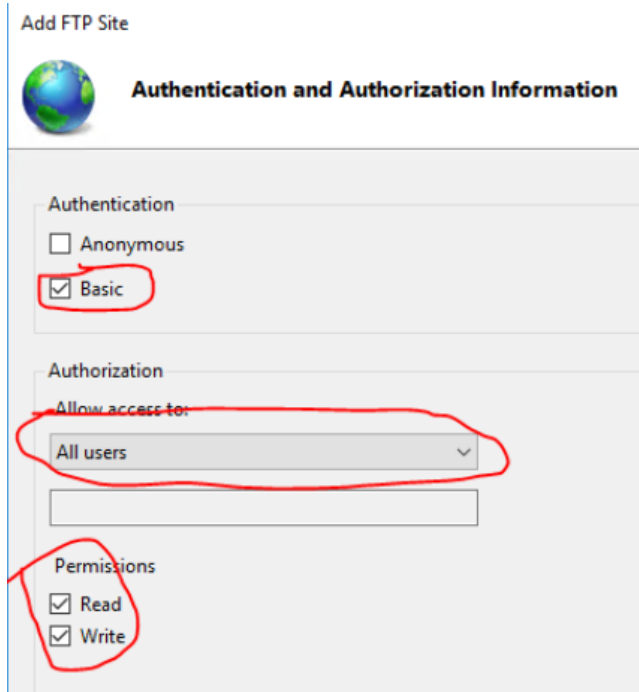 Add FTP Site
Authentication and Authorization Information
Authentication
Anonymous
Basic
Authorization
Allow access to:
All users
Permissions
Read
Write